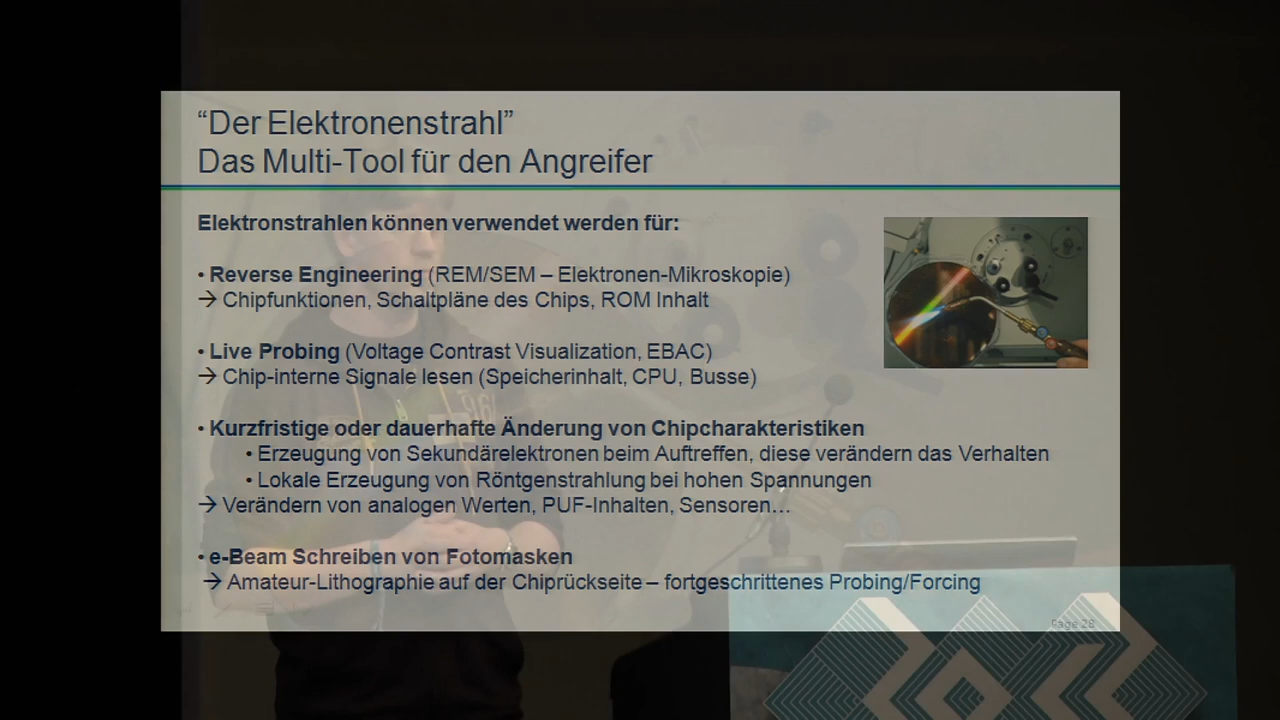 “Der Elektronenstrahl”
Das Multi-Tool für den Angreifer
Elektronstrahlen können verwendet werden für:
• Reverse Engineering (REM/SEM – Elektronen-Mikroskopie)
→ Chipfunktionen, Schaltpläne des Chips, ROM Inhalt
• Live Probing (Voltage Contrast Visualization, EBAC)
→ Chip-interne Signale lesen (Speicherinhalt, CPU, Busse)
• Kurzfristige oder dauerhafte Änderung von Chipcharakteristiken
• Erzeugung von Sekundärelektronen beim Auftreffen, diese verändern das Verhalten
• Lokale Erzeugung von Röntgenstrahlung bei hohen Spannungen
→ Verändern von analogen Werten, PUF-Inhalten, Sensoren…
• e-Beam Schreiben von Fotomasken
→ Amateur-Lithographie auf der Chiprückseite – fortgeschrittenes Probing/Forcing
Page 28